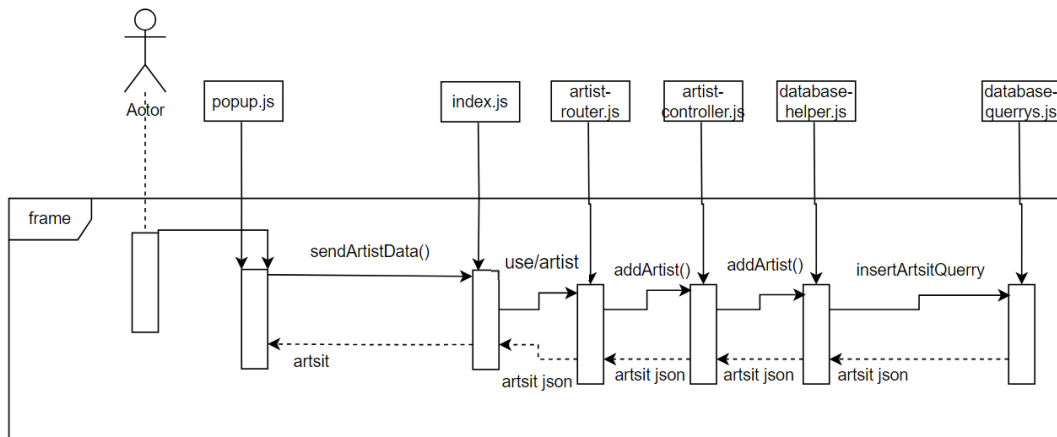 Actor
popup.js
index.js
artist-
router.js
artist-
controller.js
database-
helper.js
database-
querrys.js
frame
sendArtistData()
use/artist
addArtist()
addArtist()
insertArtsitQuerry
artsit
artsit json
artsit json
artsit json
artsit json